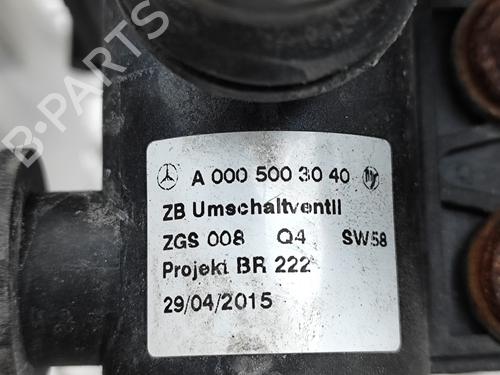 B-PARTS
A 000 500 30 40
ZB Umschaltventil
ZGS 008 Q4 SW58
Projekt BR 222
29/04/2015